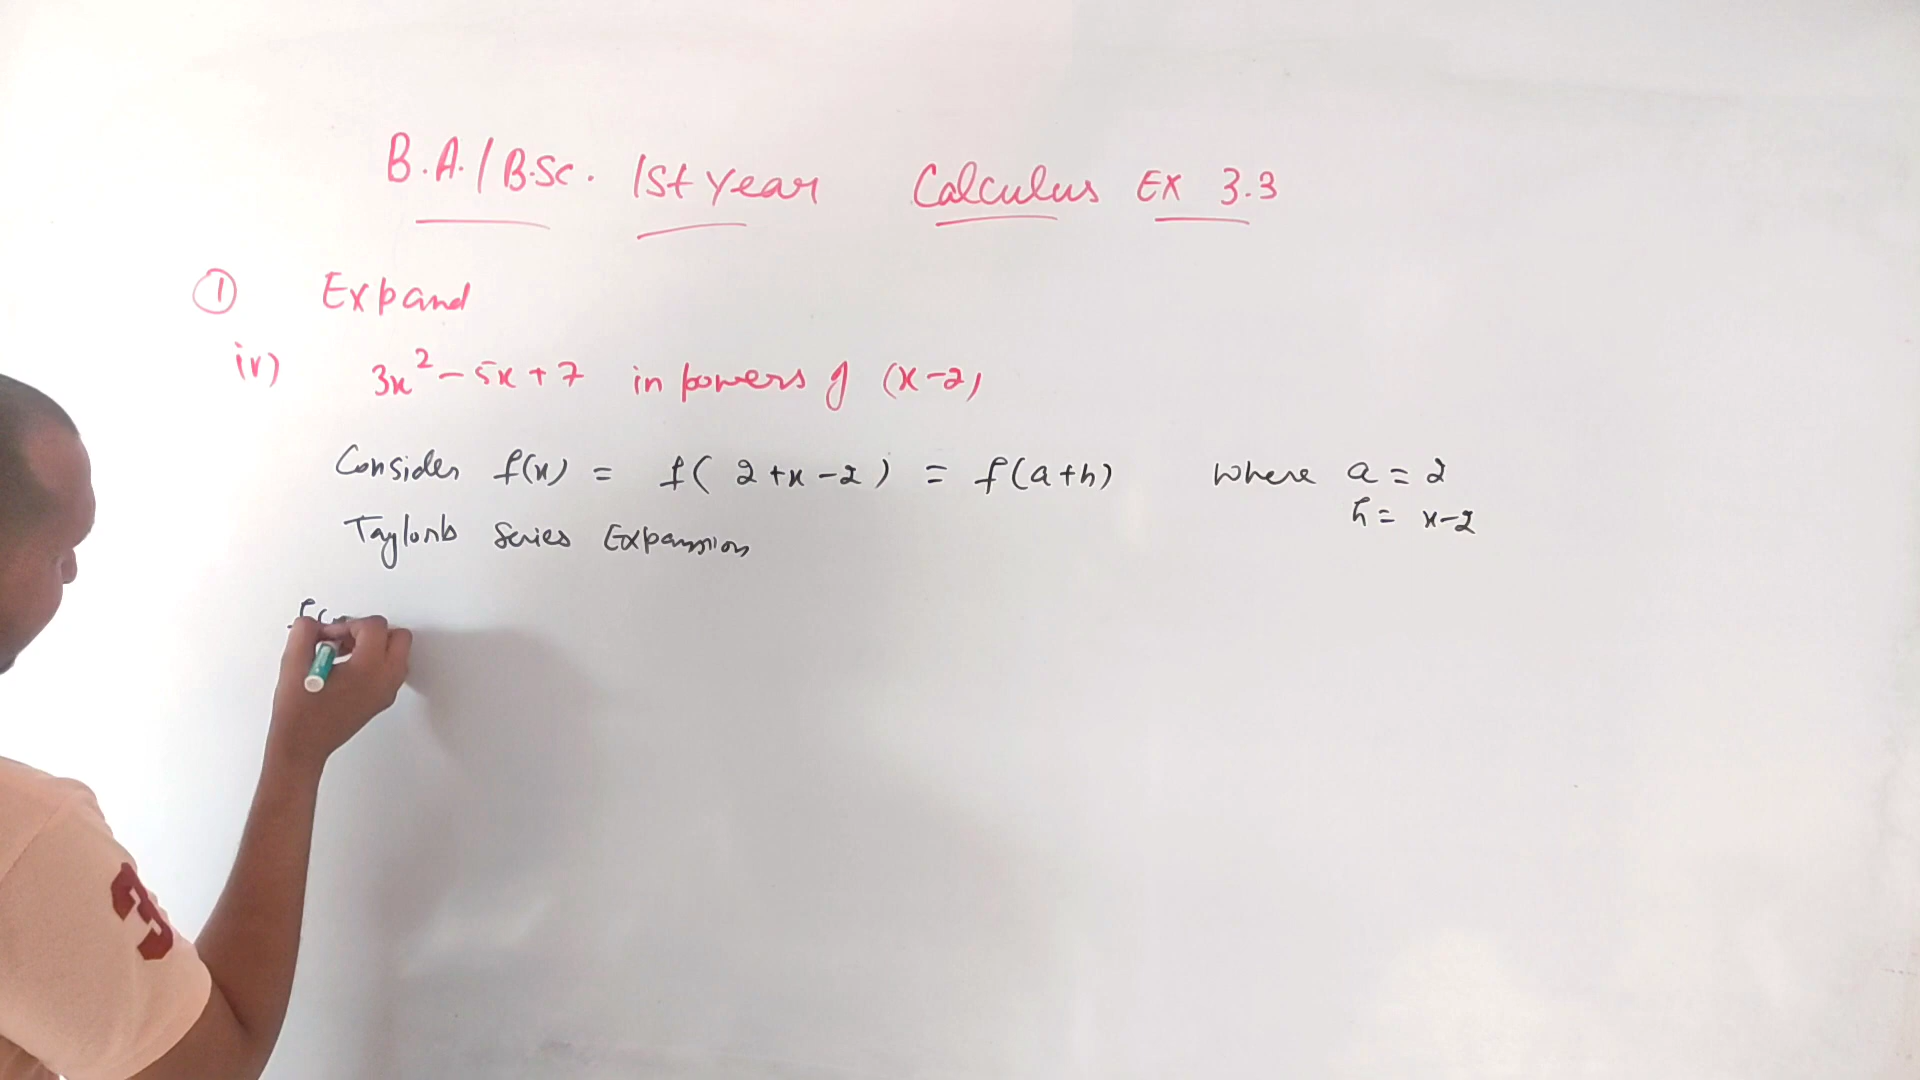 B.A./B.Sc. 1st year Calculus Ex 3.3
① Expand
iv) 3x² - 5x + 7 in powers of (x-2)
Consider f(x) = f( 2 + x - 2 ) = f(a+h) where a = 2
h = x-2
Taylor's Series Expansion
f(
3